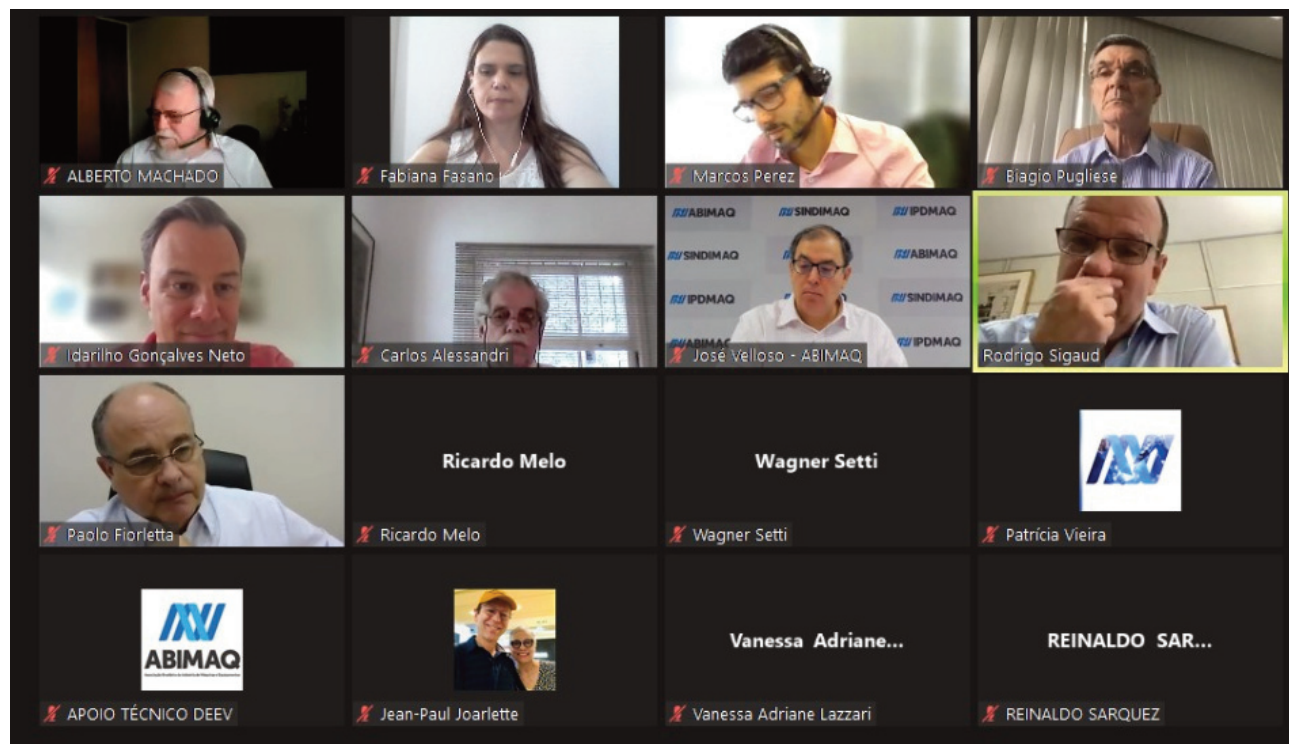 ALBERTO MACHADO
Fabiana Fasano
Marcos Perez
Biagio Pugliese
ABIMAQ SINDIMAQ IPDMAQ
SINDIMAQ ABIMAQ
IPDMAQ SINDIMAQ
ABIMAQ IPDMAQ
Idarilho Gonçalves Neto
Carlos Alessandri
José Velloso - ABIMAQ
Rodrigo Sigaud
Ricardo Melo
Wagner Setti
Paolo Fiorletta
Ricardo Melo
Wagner Setti
Patrícia Vieira
ABIMAQ
Vanessa Adriane...
REINALDO SAR...
APOIO TÉCNICO DEEV
Jean-Paul Joarlette
Vanessa Adriane Lazzari
REINALDO SARQUEZ